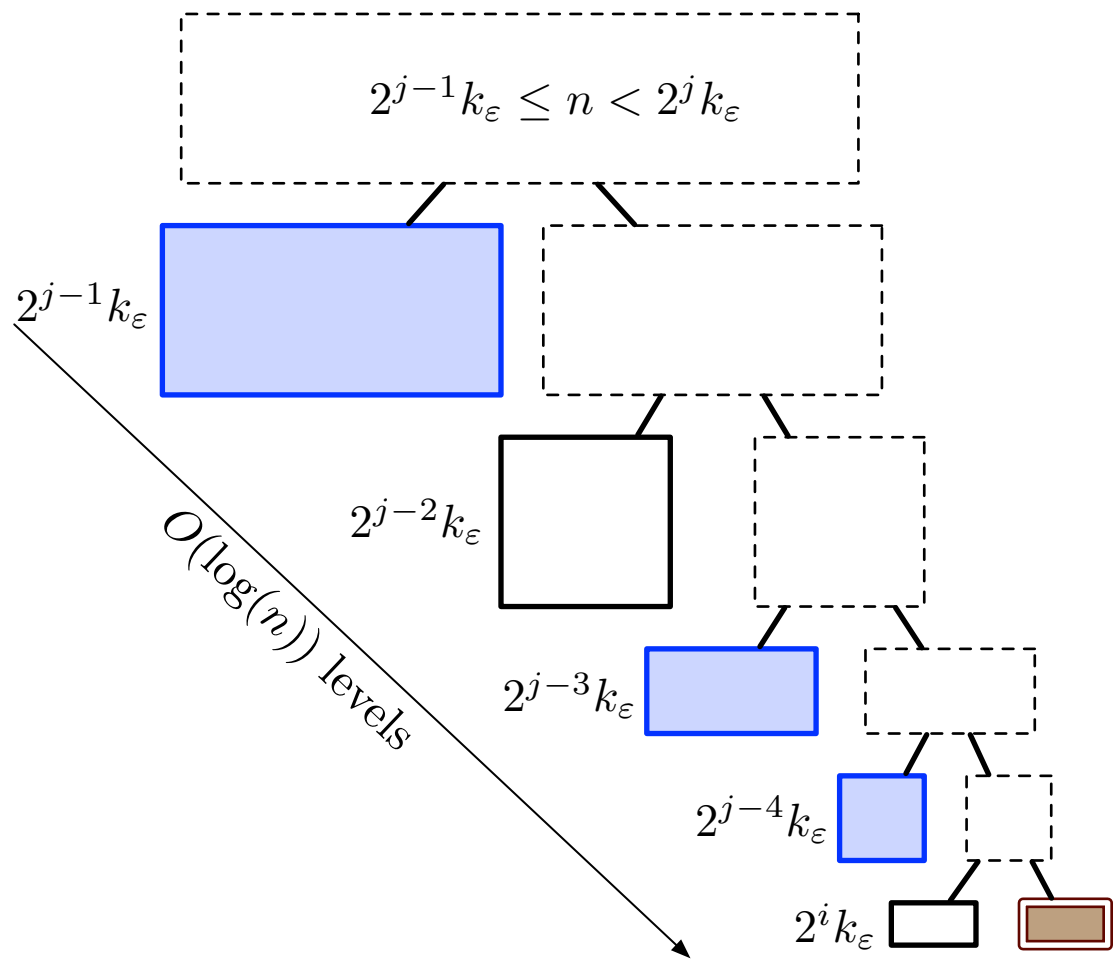 2^{j-1}k_ε ≤ n < 2^j k_ε
2^{j-1}k_ε
2^{j-2}k_ε
O(log(n)) levels
2^{j-3}k_ε
2^{j-4}k_ε
2^i k_ε